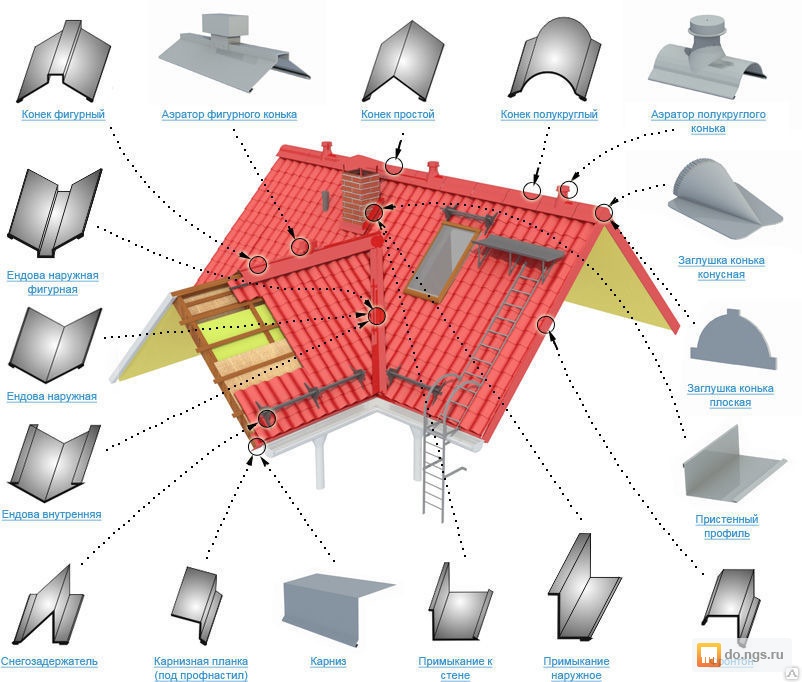 Конек фигурный
Аэратор фигурного конька
Конек простой
Конек полукруглый
Аэратор полукруглого
конька
Ендова наружная
фигурная
Заглушка конька
конусная
Ендова наружная
Заглушка конька
плоская
Ендова внутренняя
Пристенный
профиль
Снегозадержатель
Карнизная планка
(под профнастил)
Карниз
Примыкание к
стене
Примыкание
наружное
do.ngs.ru